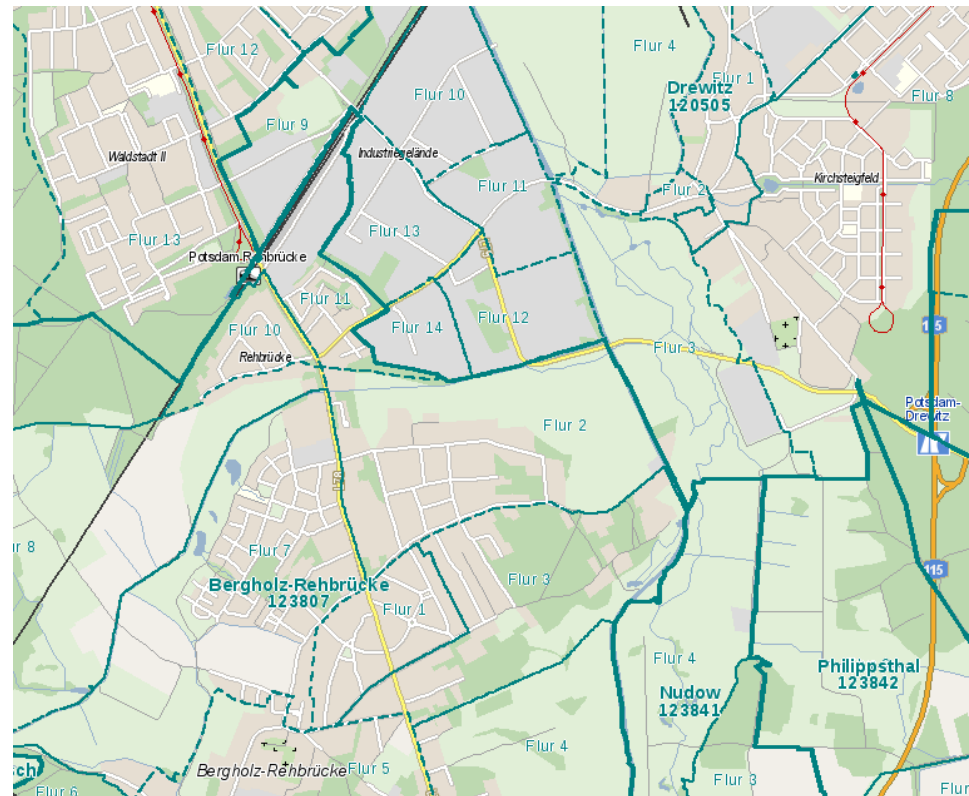 Flur 12
Flur 4
Flur 1
Drewitz
120505
Flur 8
Flur 10
Flur 9
Waldstadt II
Industriegelände
Flur 11
Flur 2
Kirchsteigfeld
Flur 13
Flur 13
Potsdam-Rehbrücke
L79
Flur 11
Flur 10
Flur 14
Flur 12
115
Flur 3
Rehbrücke
Potsdam-
Drewitz
Flur 2
L78
Flur 7
Flur 3
115
Bergholz-Rehbrücke
123807
Flur 1
Flur 4
Nudow
123841
Philippsthal
123842
Flur 4
Bergholz-Rehbrücke
Flur 5
Flur 3
Flur 6
Flur